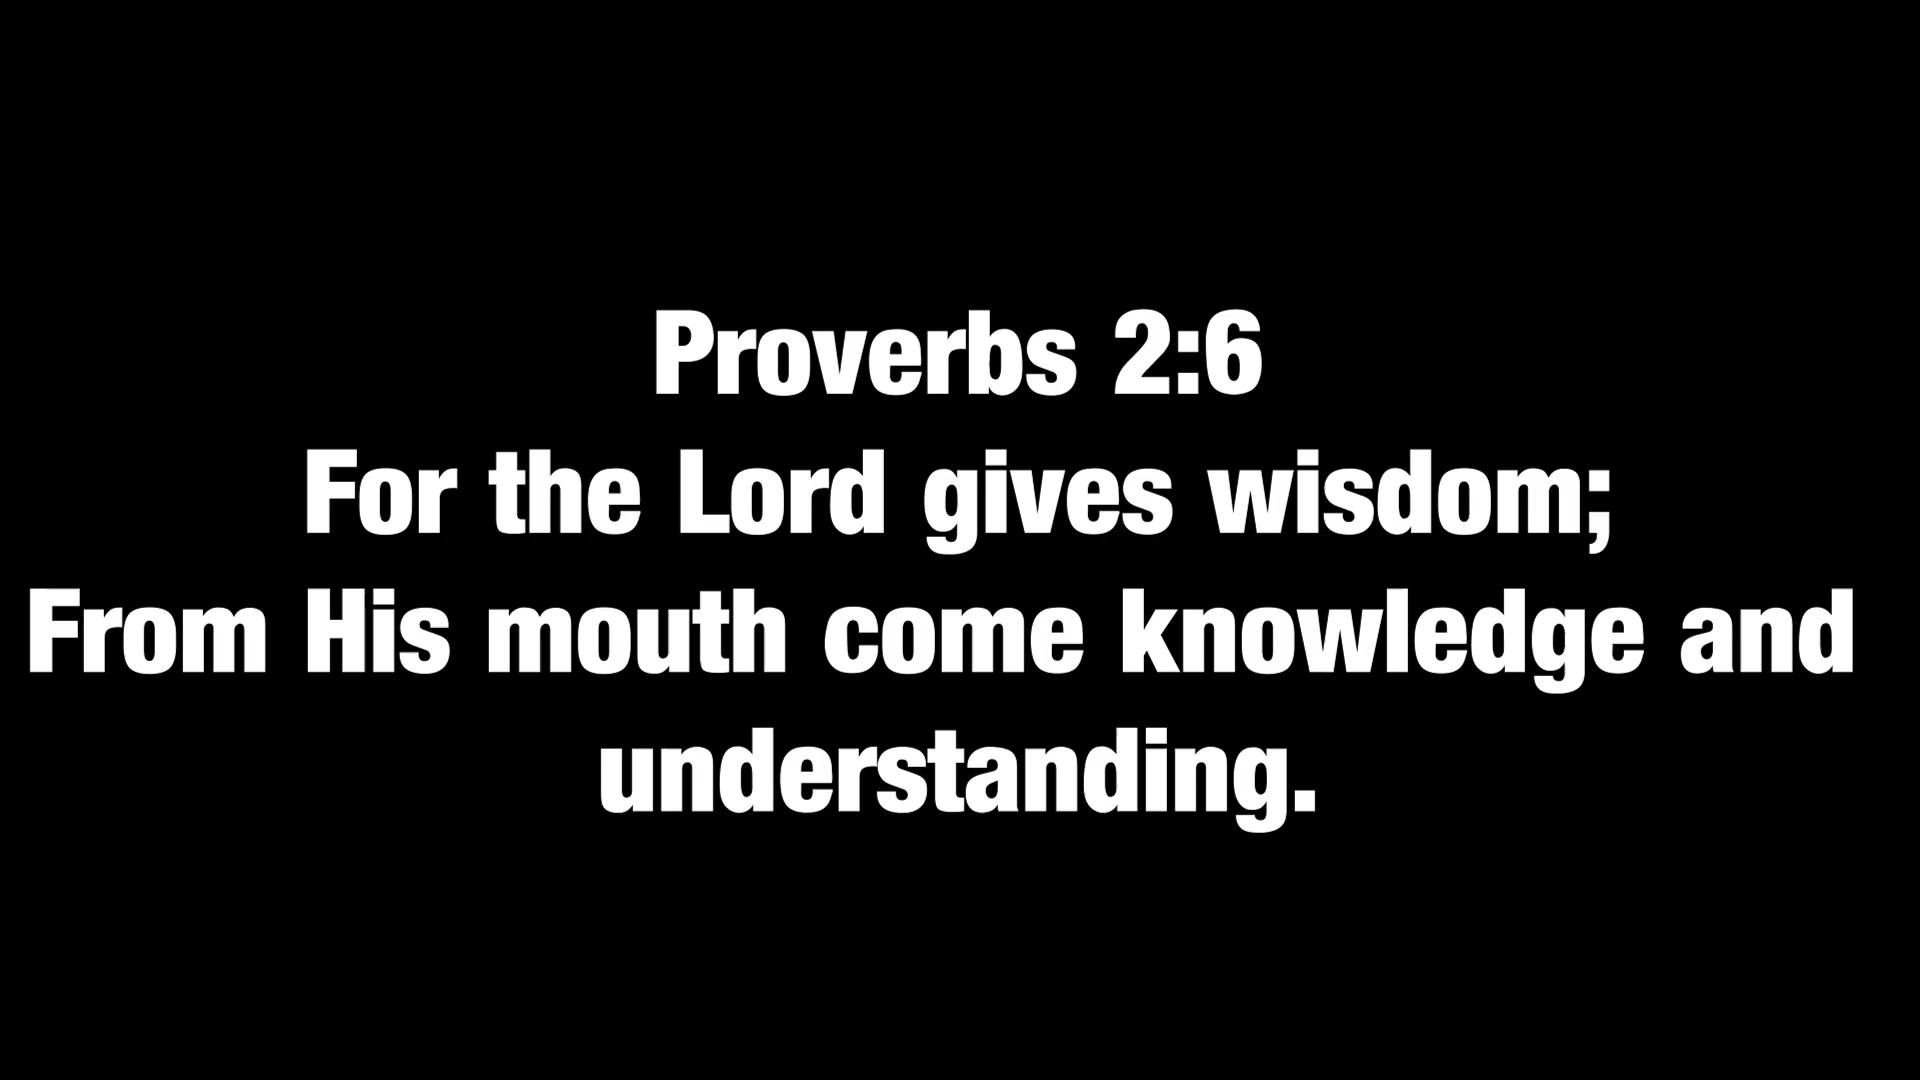 Proverbs 2:6
For the Lord gives wisdom;
From His mouth come knowledge and
understanding.